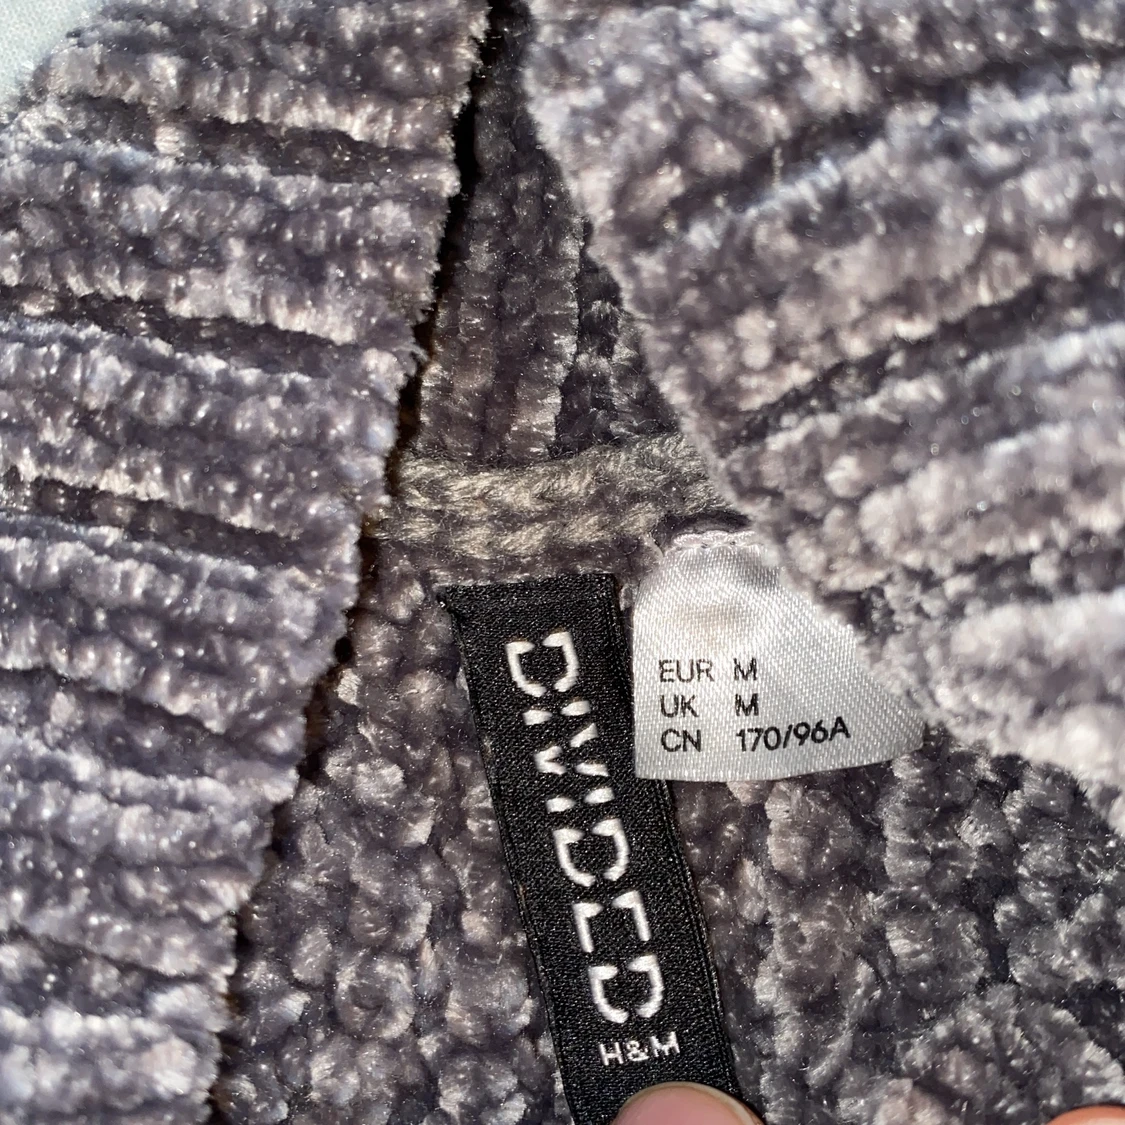 DIVIDED
H&M
EUR M
UK M
CN 170/96A